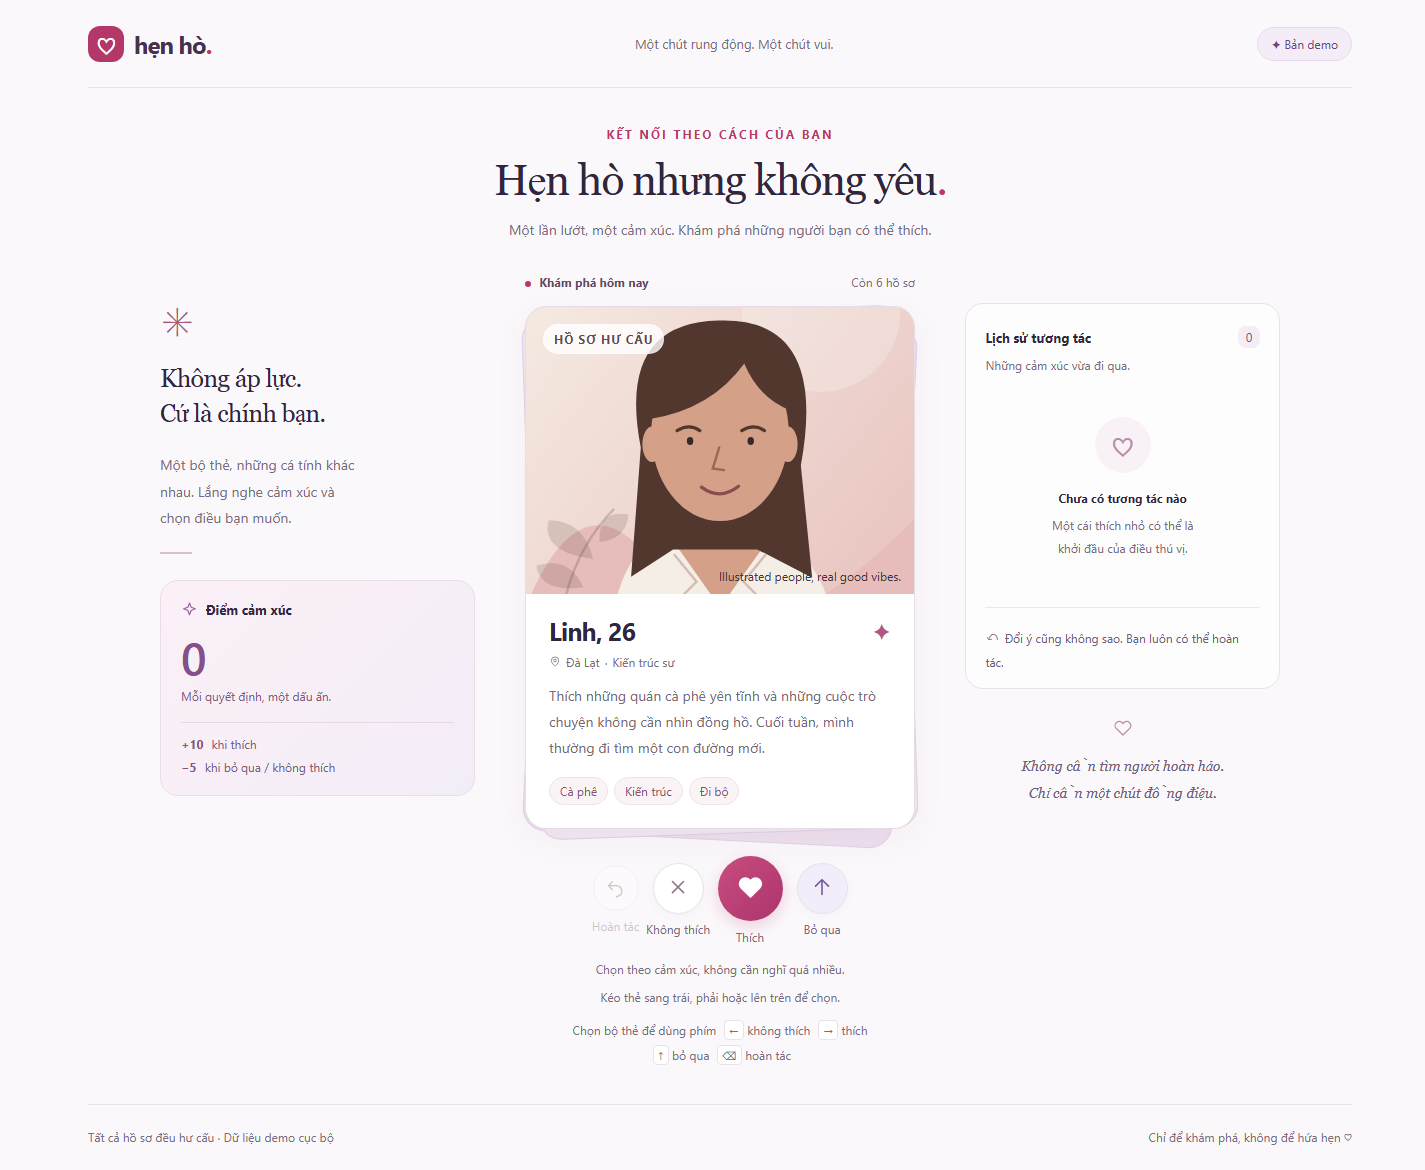 hẹn hò.
Một chút rung động. Một chút vui.
✦ Bản demo
KẾT NỐI THEO CÁCH CỦA BẠN
Hẹn hò nhưng không yêu.
Một lần lướt, một cảm xúc. Khám phá những người bạn có thể thích.
Không áp lực.
Cứ là chính bạn.
Một bộ thẻ, những cá tính khác
nhau. Lắng nghe cảm xúc và
chọn điều bạn muốn.
Điểm cảm xúc
0
Mỗi quyết định, một dấu ấn.
+10 khi thích
−5 khi bỏ qua / không thích
Khám phá hôm nay
Còn 6 hồ sơ
HỒ SƠ HƯ CẤU
Illustrated people, real good vibes.
Linh, 26
Đà Lạt · Kiến trúc sư
Thích những quán cà phê yên tĩnh và những cuộc trò
chuyện không cần nhìn đồng hồ. Cuối tuần, mình
thường đi tìm một con đường mới.
Cà phê
Kiến trúc
Đi bộ
Hoàn tác
Không thích
Thích
Bỏ qua
Chọn theo cảm xúc, không cần nghĩ quá nhiều.
Kéo thẻ sang trái, phải hoặc lên trên để chọn.
Chọn bộ thẻ để dùng phím ← không thích → thích
↑ bỏ qua ⌫ hoàn tác
Lịch sử tương tác
0
Những cảm xúc vừa đi qua.
Chưa có tương tác nào
Một cái thích nhỏ có thể là
khởi đầu của điều thú vị.
Đổi ý cũng không sao. Bạn luôn có thể hoàn
tác.
Không cần tìm người hoàn hảo.
Chỉ cần một chút đồng điệu.
Tất cả hồ sơ đều hư cấu · Dữ liệu demo cục bộ
Chỉ để khám phá, không để hứa hẹn ♡